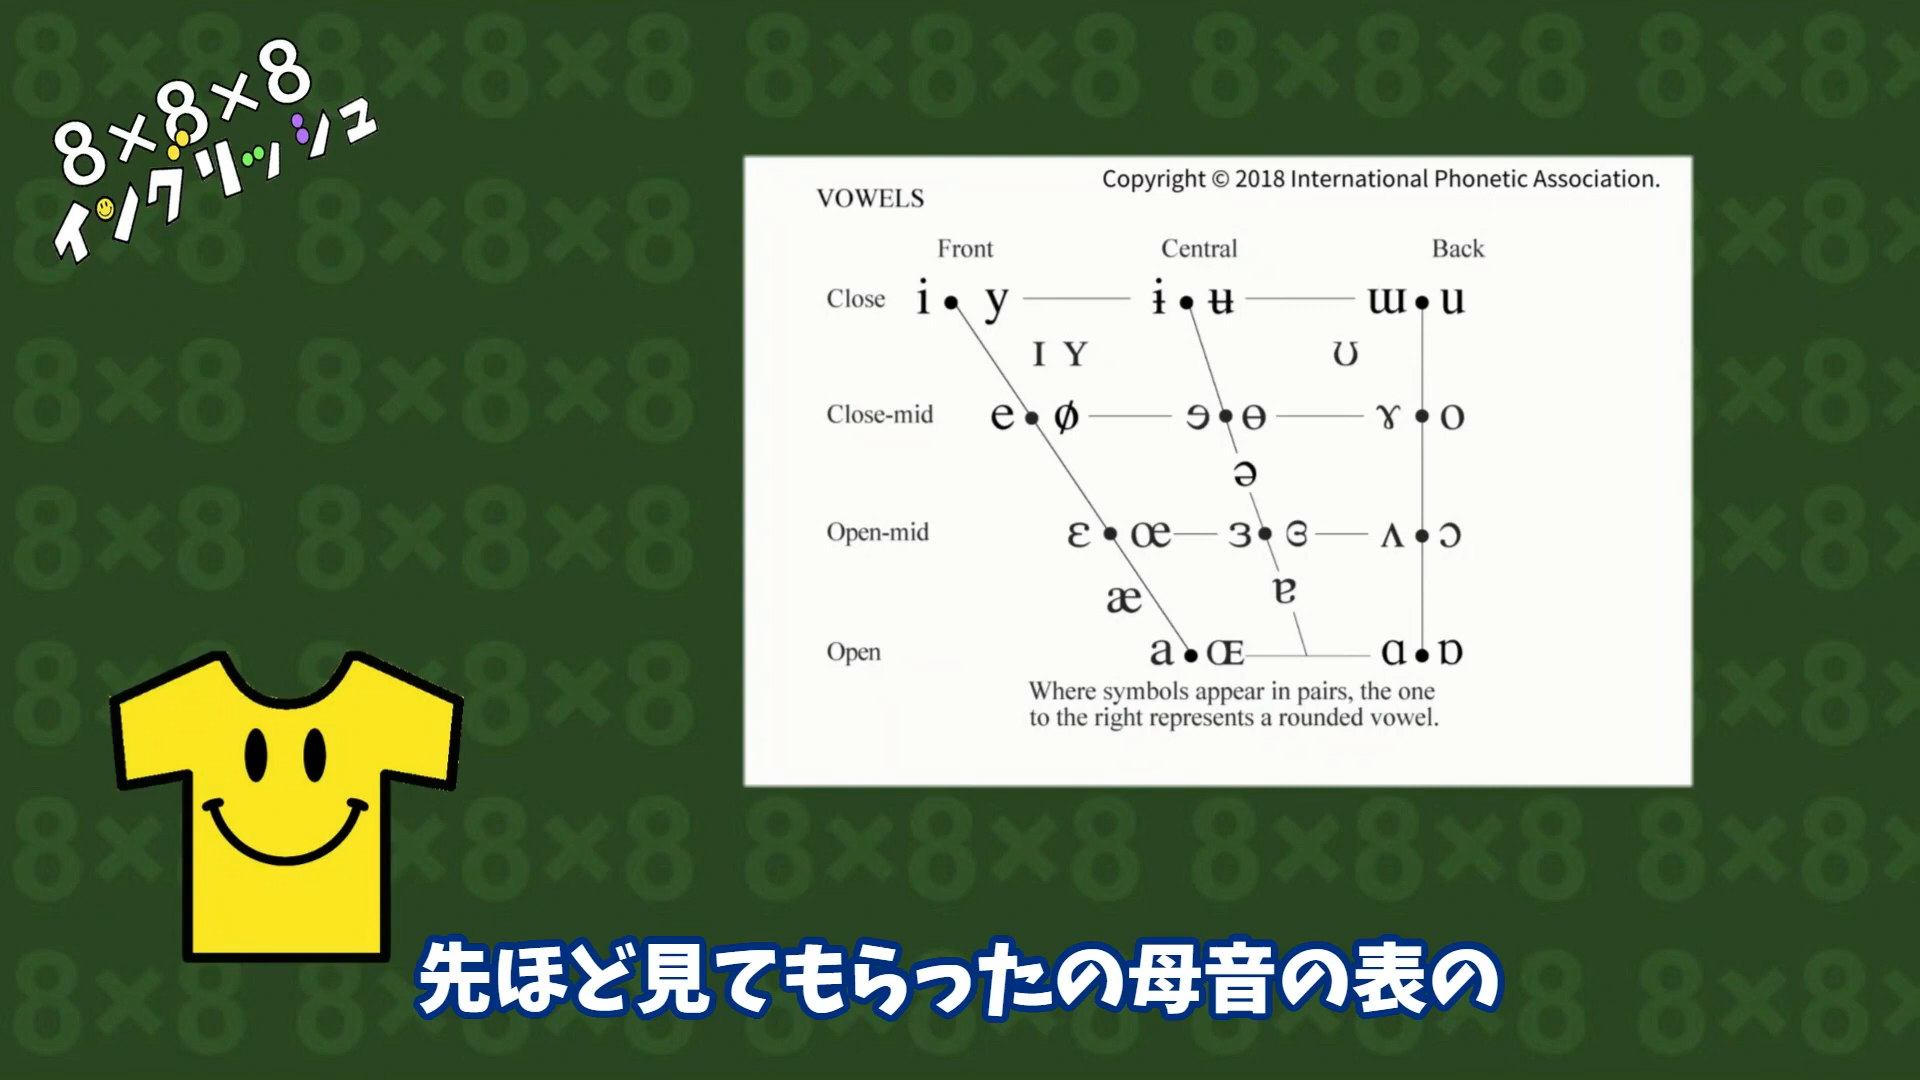 8×8×8
イングリッシュ
Copyright © 2018 International Phonetic Association.
VOWELS
Front Central Back
Close i • y ɨ • ʉ ɯ • u
ɪ ʏ ʊ
Close-mid e • ø ɘ • ɵ ɤ • o
ə
Open-mid ɛ • œ ɜ • ɞ ʌ • ɔ
æ ɐ
Open a • ɶ ɑ • ɒ
Where symbols appear in pairs, the one
to the right represents a rounded vowel.
先ほど見てもらったの母音の表の